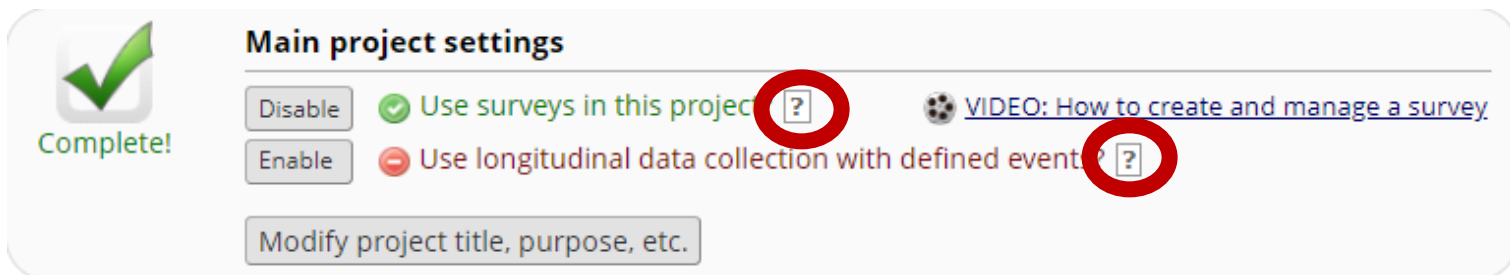 Main project settings
Disable Use surveys in this project ? VIDEO: How to create and manage a survey
Complete!
Enable Use longitudinal data collection with defined events? ?
Modify project title, purpose, etc.